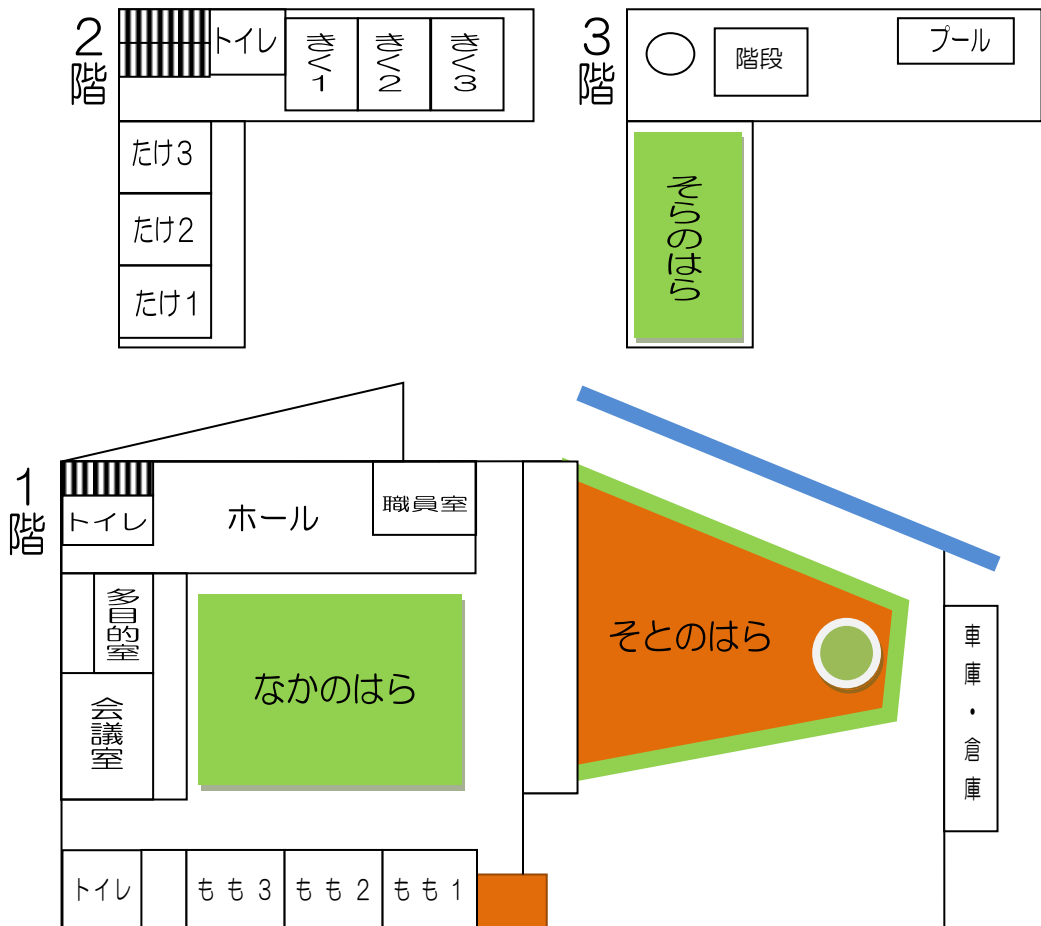 2階
トイレ
きく1
きく2
きく3
たけ3
たけ2
たけ1
3階
階段
プール
そらのはら
1階
トイレ
ホール
職員室
多目的室
会議室
なかのはら
そとのはら
車庫・倉庫
トイレ
もも3
もも2
もも1